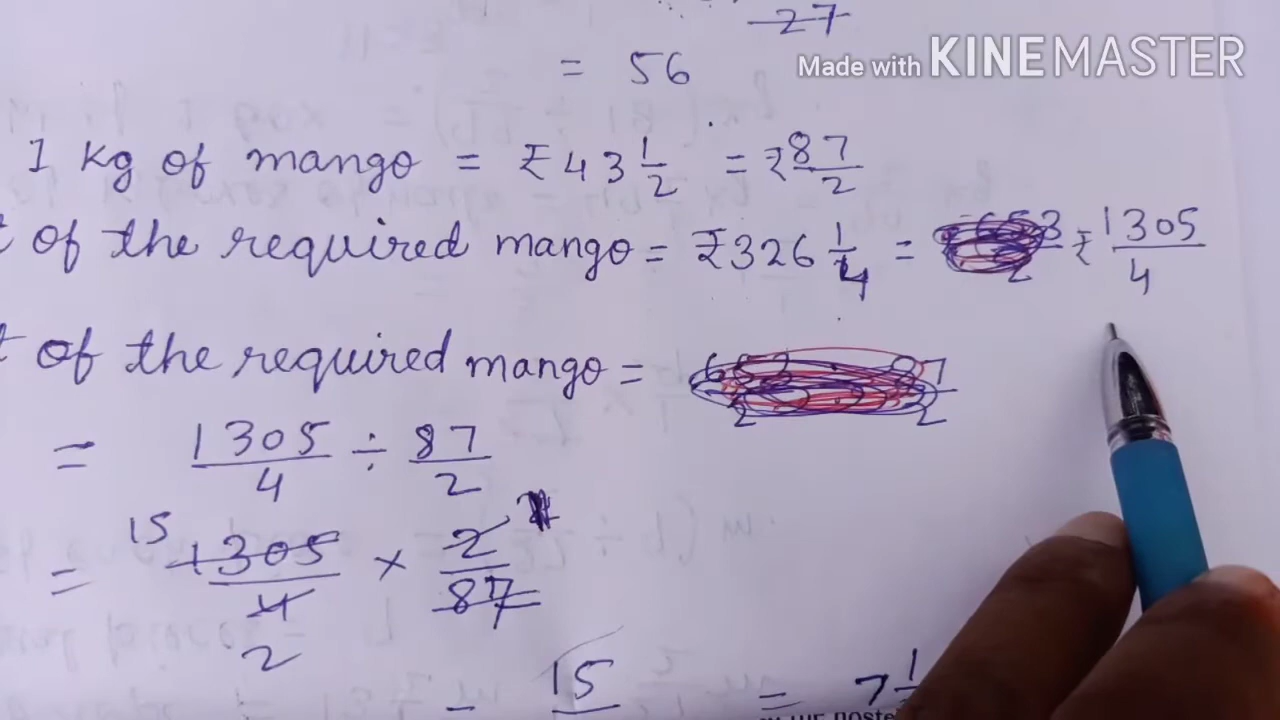 27
= 56
Made with KINEMASTER
1 kg of mango = ₹43 1/2 = ₹87/2
of the required mango = ₹326 1/4 = ₹1305/4
of the required mango =
= 1305/4 ÷ 87/2
15
= 1305/4 × 2/87
2
= 15 = 7 1/